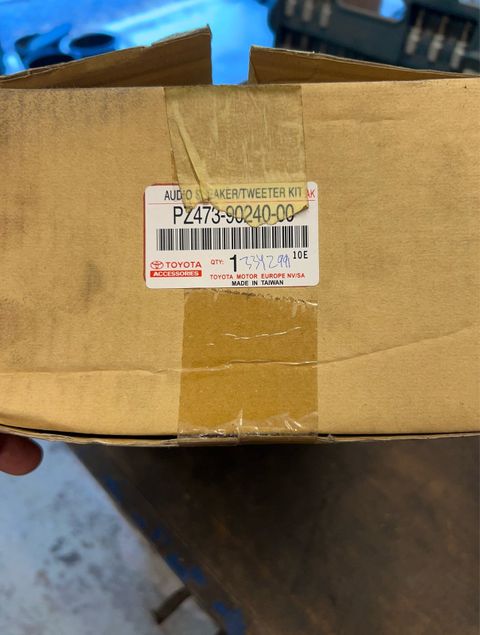 AUDIO SPEAKER/TWEETER KIT
PZ473-90240-00
TOYOTA
ACCESSORIES
QTY: 1
10E
TOYOTA MOTOR EUROPE NV/SA
MADE IN TAIWAN